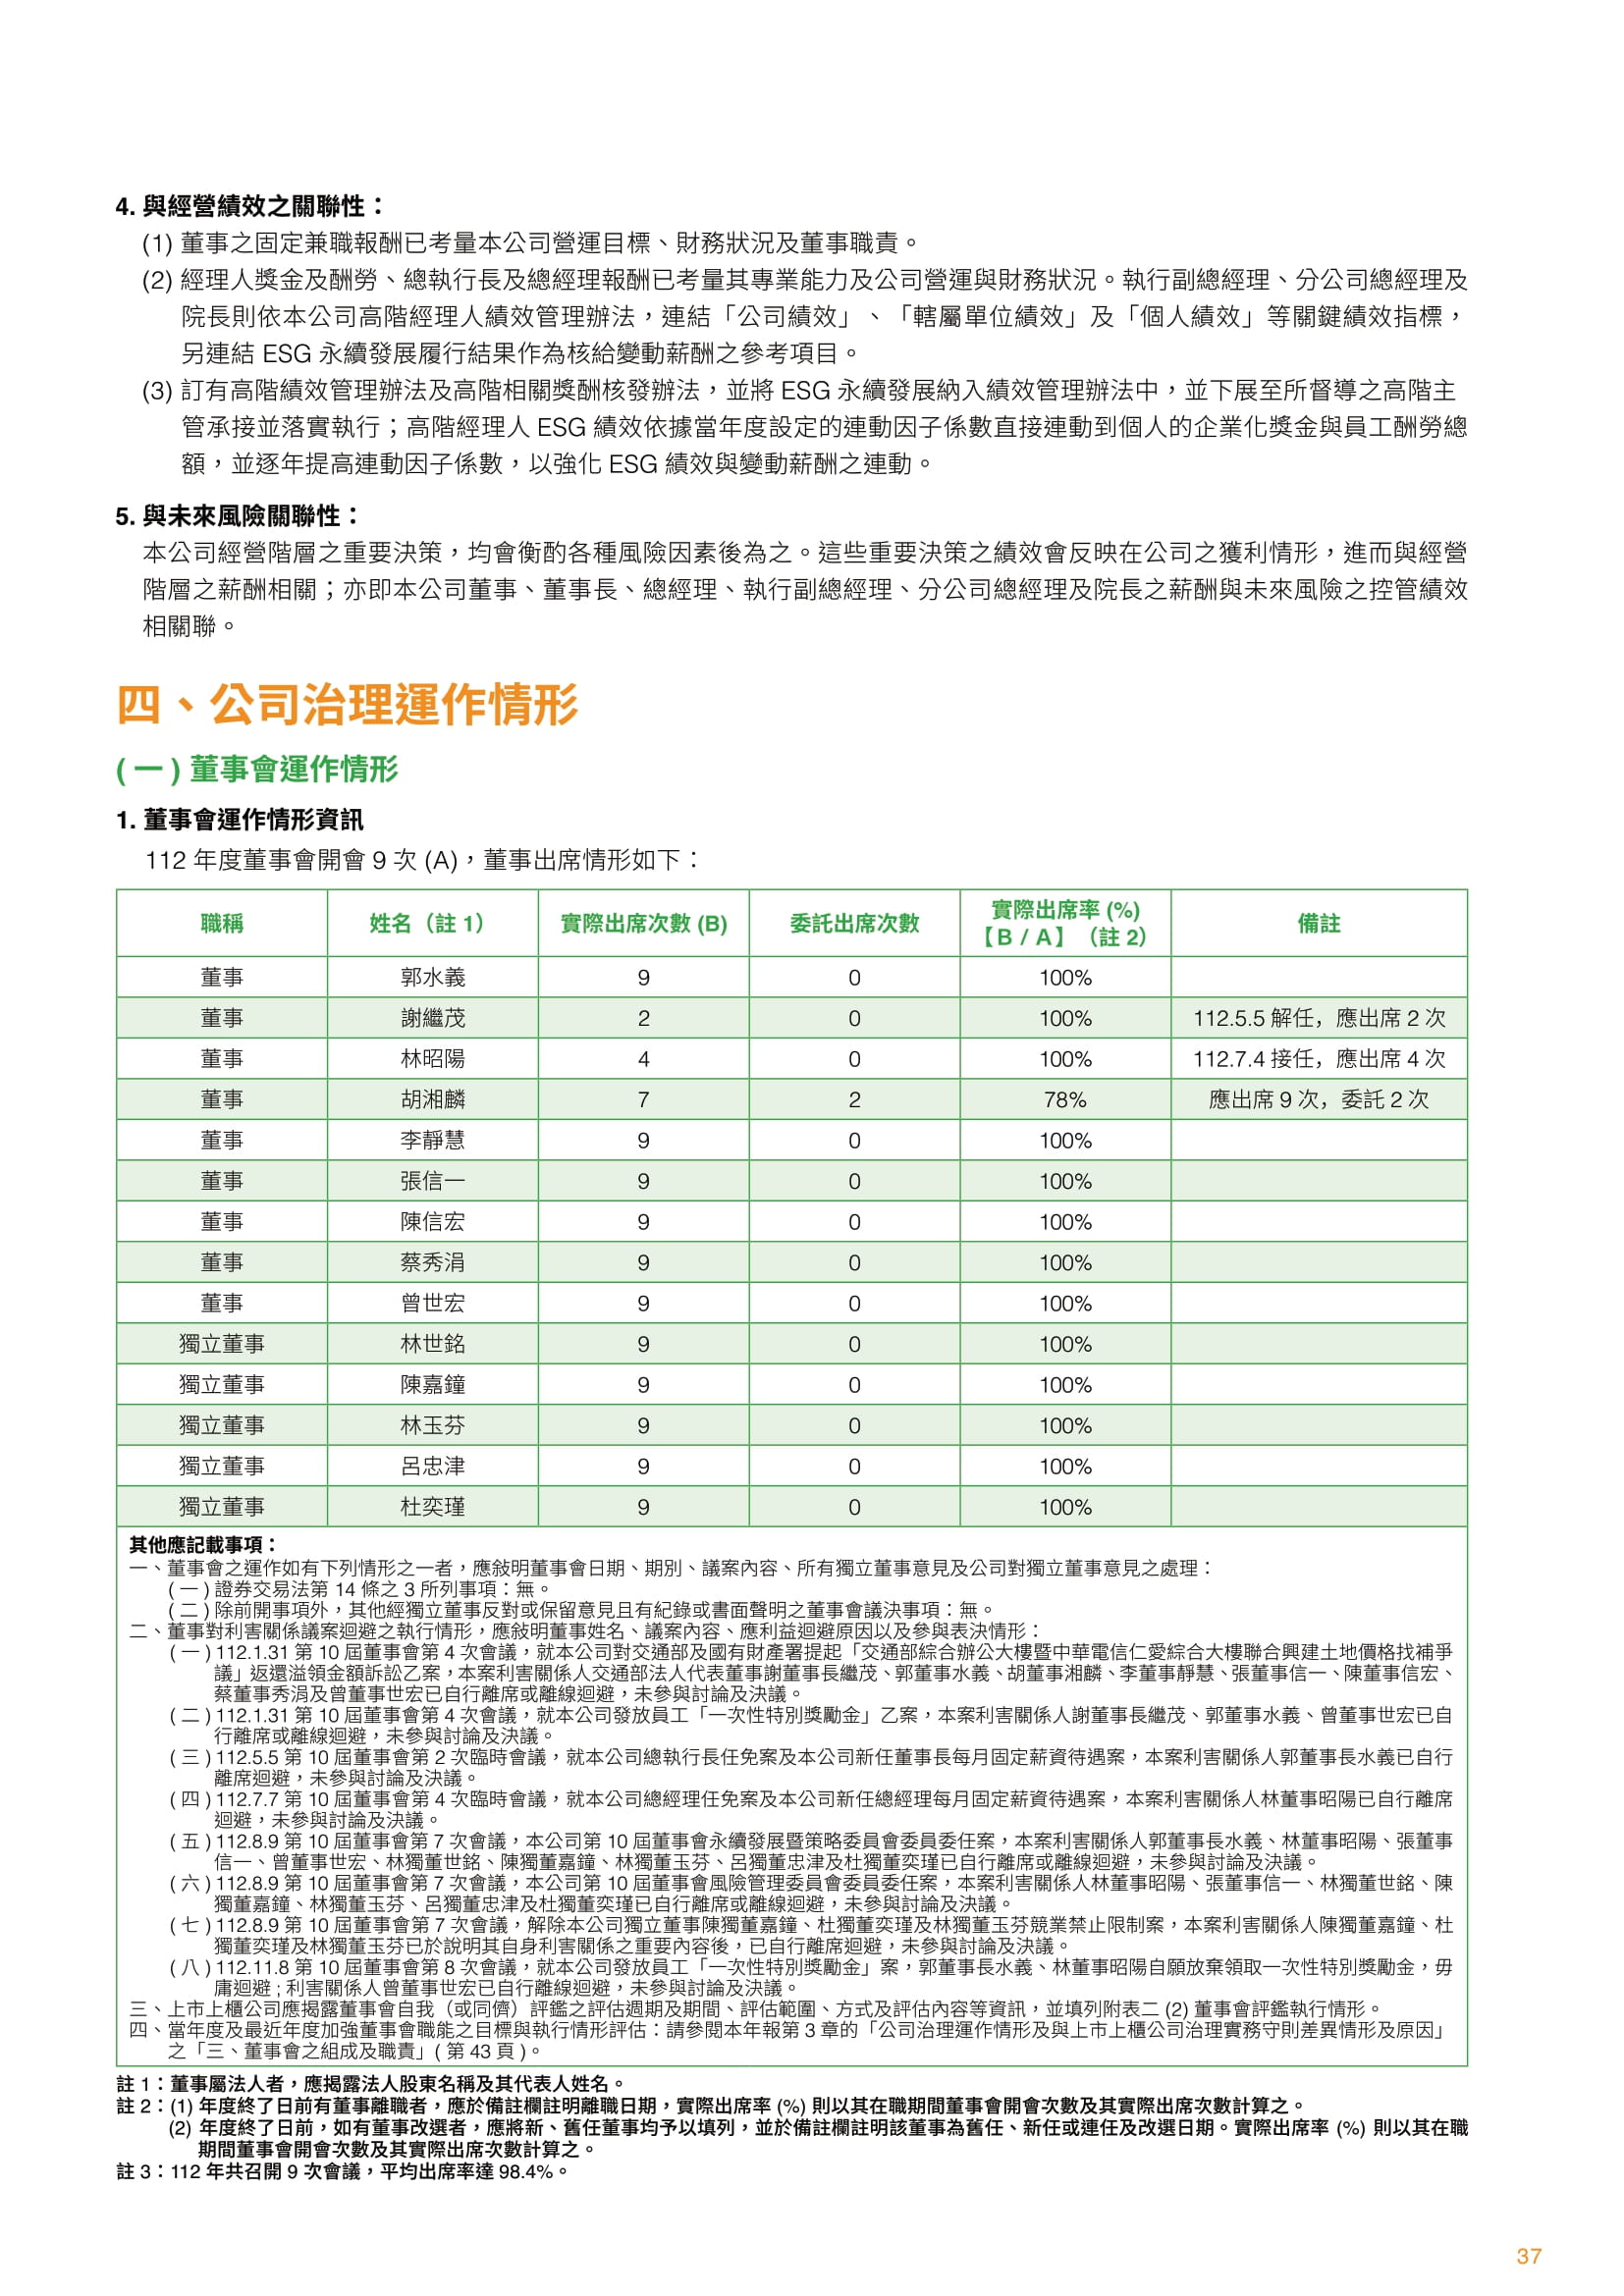 4. 與經營績效之關聯性：
(1) 董事之固定兼職報酬已考量本公司營運目標、財務狀況及董事職責。
(2) 經理人獎金及酬勞、總執行長及總經理報酬已考量其專業能力及公司營運與財務狀況。執行副總經理、分公司總經理及
院長則依本公司高階經理人績效管理辦法，連結「公司績效」、「轄屬單位績效」及「個人績效」等關鍵績效指標，
另連結 ESG 永續發展履行結果作為核給變動薪酬之參考項目。
(3) 訂有高階績效管理辦法及高階相關獎酬核發辦法，並將 ESG 永續發展納入績效管理辦法中，並下展至所督導之高階主
管承接並落實執行；高階經理人 ESG 績效依據當年度設定的連動因子係數直接連動到個人的企業化獎金與員工酬勞總
額，並逐年提高連動因子係數，以強化 ESG 績效與變動薪酬之連動。
5. 與未來風險關聯性：
本公司經營階層之重要決策，均會衡酌各種風險因素後為之。這些重要決策之績效會反映在公司之獲利情形，進而與經營
階層之薪酬相關；亦即本公司董事、董事長、總經理、執行副總經理、分公司總經理及院長之薪酬與未來風險之控管績效
相關聯。
四、公司治理運作情形
( 一 ) 董事會運作情形
1. 董事會運作情形資訊
112 年度董事會開會 9 次 (A)，董事出席情形如下：
職稱 姓名（註 1） 實際出席次數 (B) 委託出席次數 實際出席率 (%) 備註
【B / A】（註 2）
董事 郭水義 9 0 100%
董事 謝繼茂 2 0 100% 112.5.5 解任，應出席 2 次
董事 林昭陽 4 0 100% 112.7.4 接任，應出席 4 次
董事 胡湘麟 7 2 78% 應出席 9 次，委託 2 次
董事 李靜慧 9 0 100%
董事 張信一 9 0 100%
董事 陳信宏 9 0 100%
董事 蔡秀涓 9 0 100%
董事 曾世宏 9 0 100%
獨立董事 林世銘 9 0 100%
獨立董事 陳嘉鐘 9 0 100%
獨立董事 林玉芬 9 0 100%
獨立董事 呂忠津 9 0 100%
獨立董事 杜奕瑾 9 0 100%
其他應記載事項：
一、董事會之運作如有下列情形之一者，應敘明董事會日期、期別、議案內容、所有獨立董事意見及公司對獨立董事意見之處理：
( 一 ) 證券交易法第 14 條之 3 所列事項：無。
( 二 ) 除前開事項外，其他經獨立董事反對或保留意見且有紀錄或書面聲明之董事會議決事項：無。
二、董事對利害關係議案迴避之執行情形，應敘明董事姓名、議案內容、應利益迴避原因以及參與表決情形：
( 一 ) 112.1.31 第 10 屆董事會第 4 次會議，就本公司對交通部及國有財產署提起「交通部綜合辦公大樓暨中華電信仁愛綜合大樓聯合興建土地價格找補爭
議」返還溢領金額訴訟乙案，本案利害關係人交通部法人代表董事謝董事長繼茂、郭董事水義、胡董事湘麟、李董事靜慧、張董事信一、陳董事信宏、
蔡董事秀涓及曾董事世宏已自行離席或離線迴避，未參與討論及決議。
( 二 ) 112.1.31 第 10 屆董事會第 4 次會議，就本公司發放員工「一次性特別獎勵金」乙案，本案利害關係人謝董事長繼茂、郭董事水義、曾董事世宏已自
行離席或離線迴避，未參與討論及決議。
( 三 ) 112.5.5 第 10 屆董事會第 2 次臨時會議，就本公司總執行長任免案及本公司新任董事長每月固定薪資待遇案，本案利害關係人郭董事長水義已自行
離席迴避，未參與討論及決議。
( 四 ) 112.7.7 第 10 屆董事會第 4 次臨時會議，就本公司總經理任免案及本公司新任總經理每月固定薪資待遇案，本案利害關係人林董事昭陽已自行離席
迴避，未參與討論及決議。
( 五 ) 112.8.9 第 10 屆董事會第 7 次會議，本公司第 10 屆董事會永續發展暨策略委員會委員委任案，本案利害關係人郭董事長水義、林董事昭陽、張董事
信一、曾董事世宏、林獨董世銘、陳獨董嘉鐘、林獨董玉芬、呂獨董忠津及杜獨董奕瑾已自行離席或離線迴避，未參與討論及決議。
( 六 ) 112.8.9 第 10 屆董事會第 7 次會議，本公司第 10 屆董事會風險管理委員會委員委任案，本案利害關係人林董事昭陽、張董事信一、林獨董世銘、陳
獨董嘉鐘、林獨董玉芬、呂獨董忠津及杜獨董奕瑾已自行離席或離線迴避，未參與討論及決議。
( 七 ) 112.8.9 第 10 屆董事會第 7 次會議，解除本公司獨立董事陳獨董嘉鐘、杜獨董奕瑾及林獨董玉芬競業禁止限制案，本案利害關係人陳獨董嘉鐘、杜
獨董奕瑾及林獨董玉芬已於說明其自身利害關係之重要內容後，已自行離席迴避，未參與討論及決議。
( 八 ) 112.11.8 第 10 屆董事會第 8 次會議，就本公司發放員工「一次性特別獎勵金」案，郭董事長水義、林董事昭陽自願放棄領取一次性特別獎勵金，毋
庸迴避 ; 利害關係人曾董事世宏已自行離線迴避，未參與討論及決議。
三、上市上櫃公司應揭露董事會自我（或同儕）評鑑之評估週期及期間、評估範圍、方式及評估內容等資訊，並填列附表二 (2) 董事會評鑑執行情形。
四、當年度及最近年度加強董事會職能之目標與執行情形評估：請參閱本年報第 3 章的「公司治理運作情形及與上市上櫃公司治理實務守則差異情形及原因」
之「三、董事會之組成及職責」( 第 43 頁 )。
註 1：董事屬法人者，應揭露法人股東名稱及其代表人姓名。
註 2：(1) 年度終了日前有董事離職者，應於備註欄註明離職日期，實際出席率 (%) 則以其在職期間董事會開會次數及其實際出席次數計算之。
(2) 年度終了日前，如有董事改選者，應將新、舊任董事均予以填列，並於備註欄註明該董事為舊任、新任或連任及改選日期。實際出席率 (%) 則以其在職
期間董事會開會次數及其實際出席次數計算之。
註 3：112 年共召開 9 次會議，平均出席率達 98.4%。
37